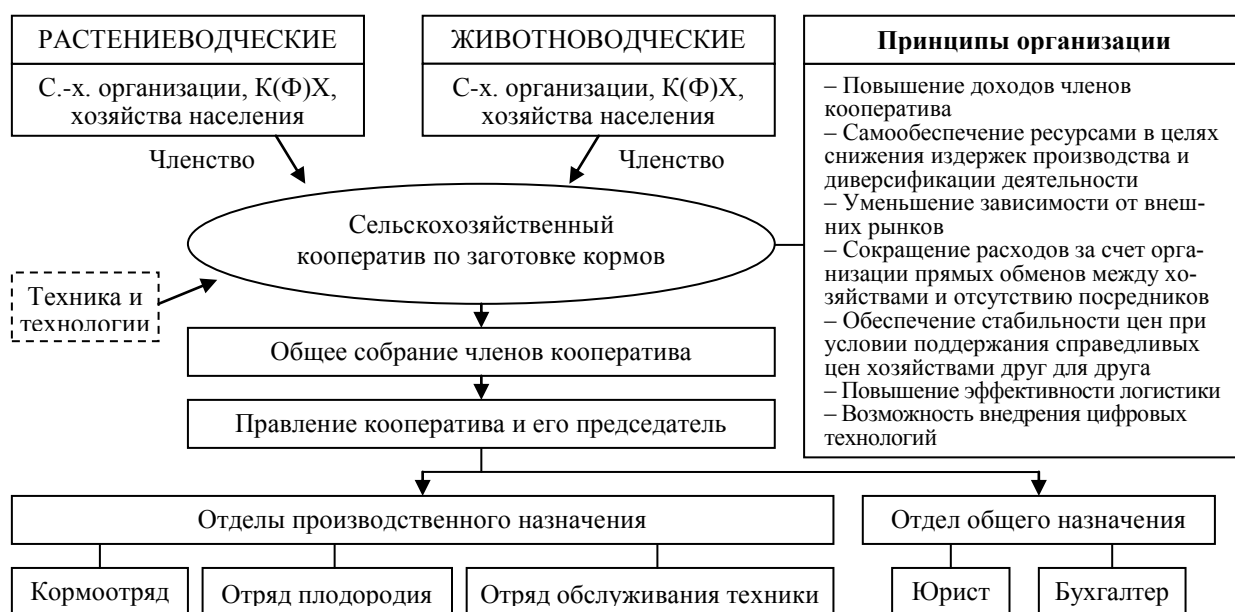 РАСТЕНИЕВОДЧЕСКИЕ
С.-х. организации, К(Ф)Х,
хозяйства населения
ЖИВОТНОВОДЧЕСКИЕ
С-х. организации, К(Ф)Х,
хозяйства населения
Членство
Членство
Сельскохозяйственный
кооператив по заготовке кормов
Техника и
технологии
Общее собрание членов кооператива
Правление кооператива и его председатель
Принципы организации
– Повышение доходов членов
кооператива
– Самообеспечение ресурсами в целях
снижения издержек производства и
диверсификации деятельности
– Уменьшение зависимости от внеш-
них рынков
– Сокращение расходов за счет орга-
низации прямых обменов между хо-
зяйствами и отсутствию посредников
– Обеспечение стабильности цен при
условии поддержания справедливых
цен хозяйствами друг для друга
– Повышение эффективности логистики
– Возможность внедрения цифровых
технологий
Отделы производственного назначения
Отдел общего назначения
Кормоотряд
Отряд плодородия
Отряд обслуживания техники
Юрист
Бухгалтер